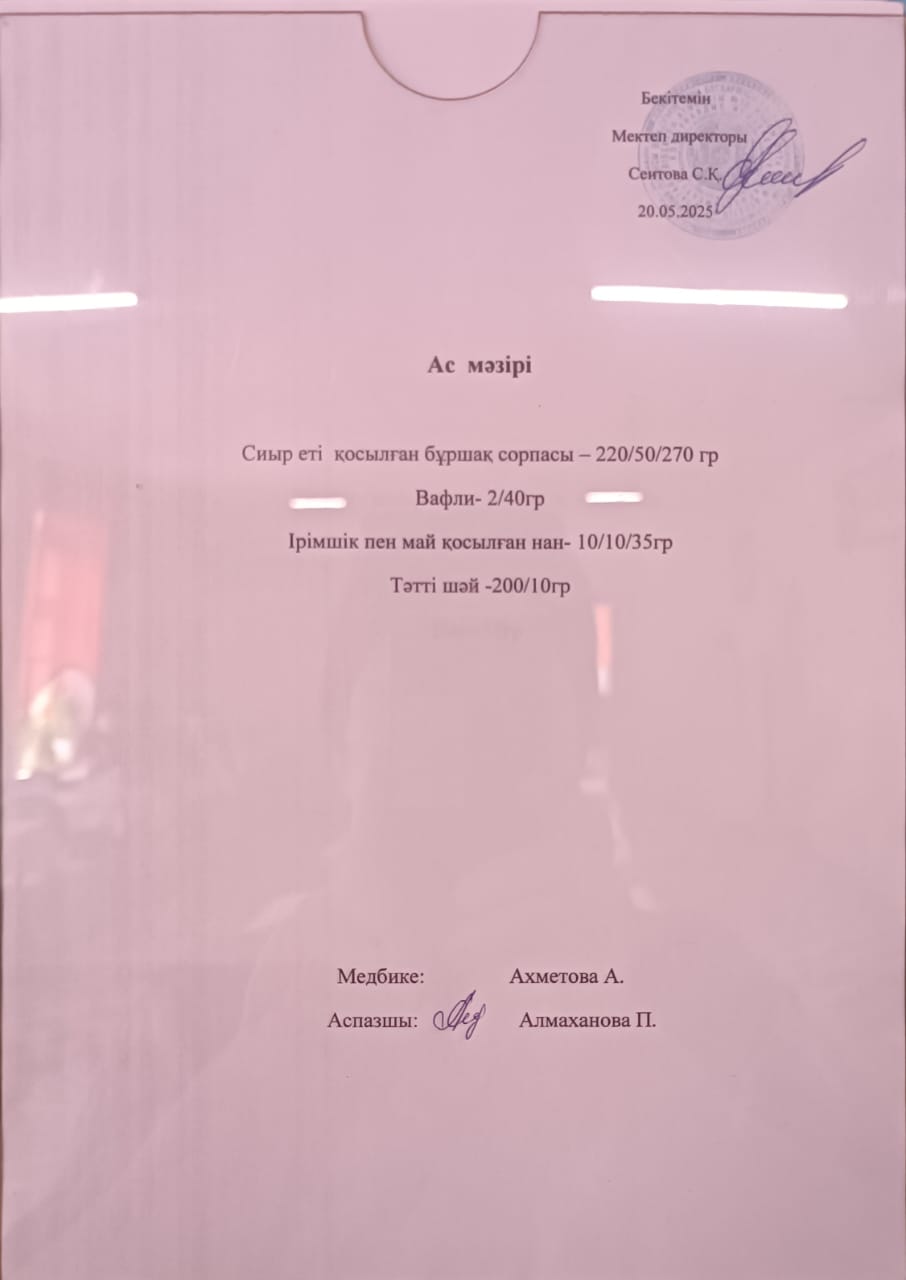 Бекітемін
Мектеп директоры
Сеитова С.Қ.
20.05.2025
Ас мәзірі
Сиыр еті қосылған бұршақ сорпасы – 220/50/270 гр
Вафли- 2/40гр
Ірімшік пен май қосылған нан- 10/10/35гр
Тәтті шәй -200/10гр
Медбике: Ахметова А.
Аспазшы: Алмаханова П.